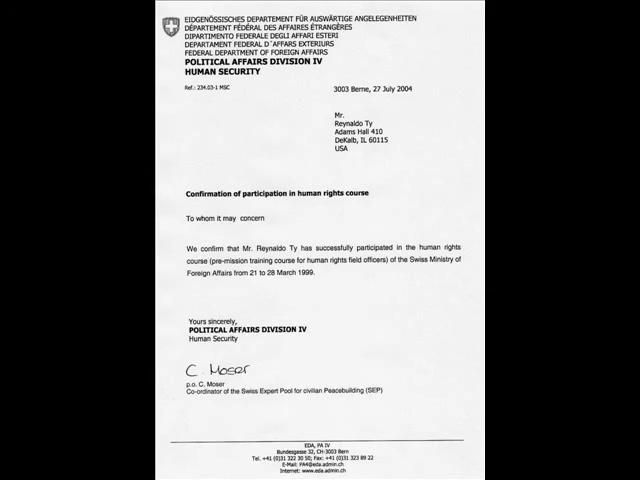 EIDGENÖSSISCHES DEPARTEMENT FÜR AUSWÄRTIGE ANGELEGENHEITEN
DÉPARTEMENT FÉDÉRAL DES AFFAIRES ÉTRANGÈRES
DIPARTIMENTO FEDERALE DEGLI AFFARI ESTERI
DEPARTAMENT FEDERAL D'AFFARS EXTERIURS
FEDERAL DEPARTMENT OF FOREIGN AFFAIRS
POLITICAL AFFAIRS DIVISION IV
HUMAN SECURITY
Ref.: 234.03-1 MSC
3003 Berne, 27 July 2004
Mr.
Reynaldo Ty
Adams Hall 410
DeKalb, IL 60115
USA
Confirmation of participation in human rights course
To whom it may concern
We confirm that Mr. Reynaldo Ty has successfully participated in the human rights
course (pre-mission training course for human rights field officers) of the Swiss Ministry of
Foreign Affairs from 21 to 28 March 1999.
Yours sincerely,
POLITICAL AFFAIRS DIVISION IV
Human Security
C. Moser
p.o. C. Moser
Co-ordinator of the Swiss Expert Pool for civilian Peacebuilding (SEP)
EDA, PA IV
Bundesgasse 32, CH-3003 Bern
Tel. +41 (0)31 322 30 50; Fax: +41 (0)31 323 89 22
E-Mail: PA4@eda.admin.ch
Internet: www.eda.admin.ch